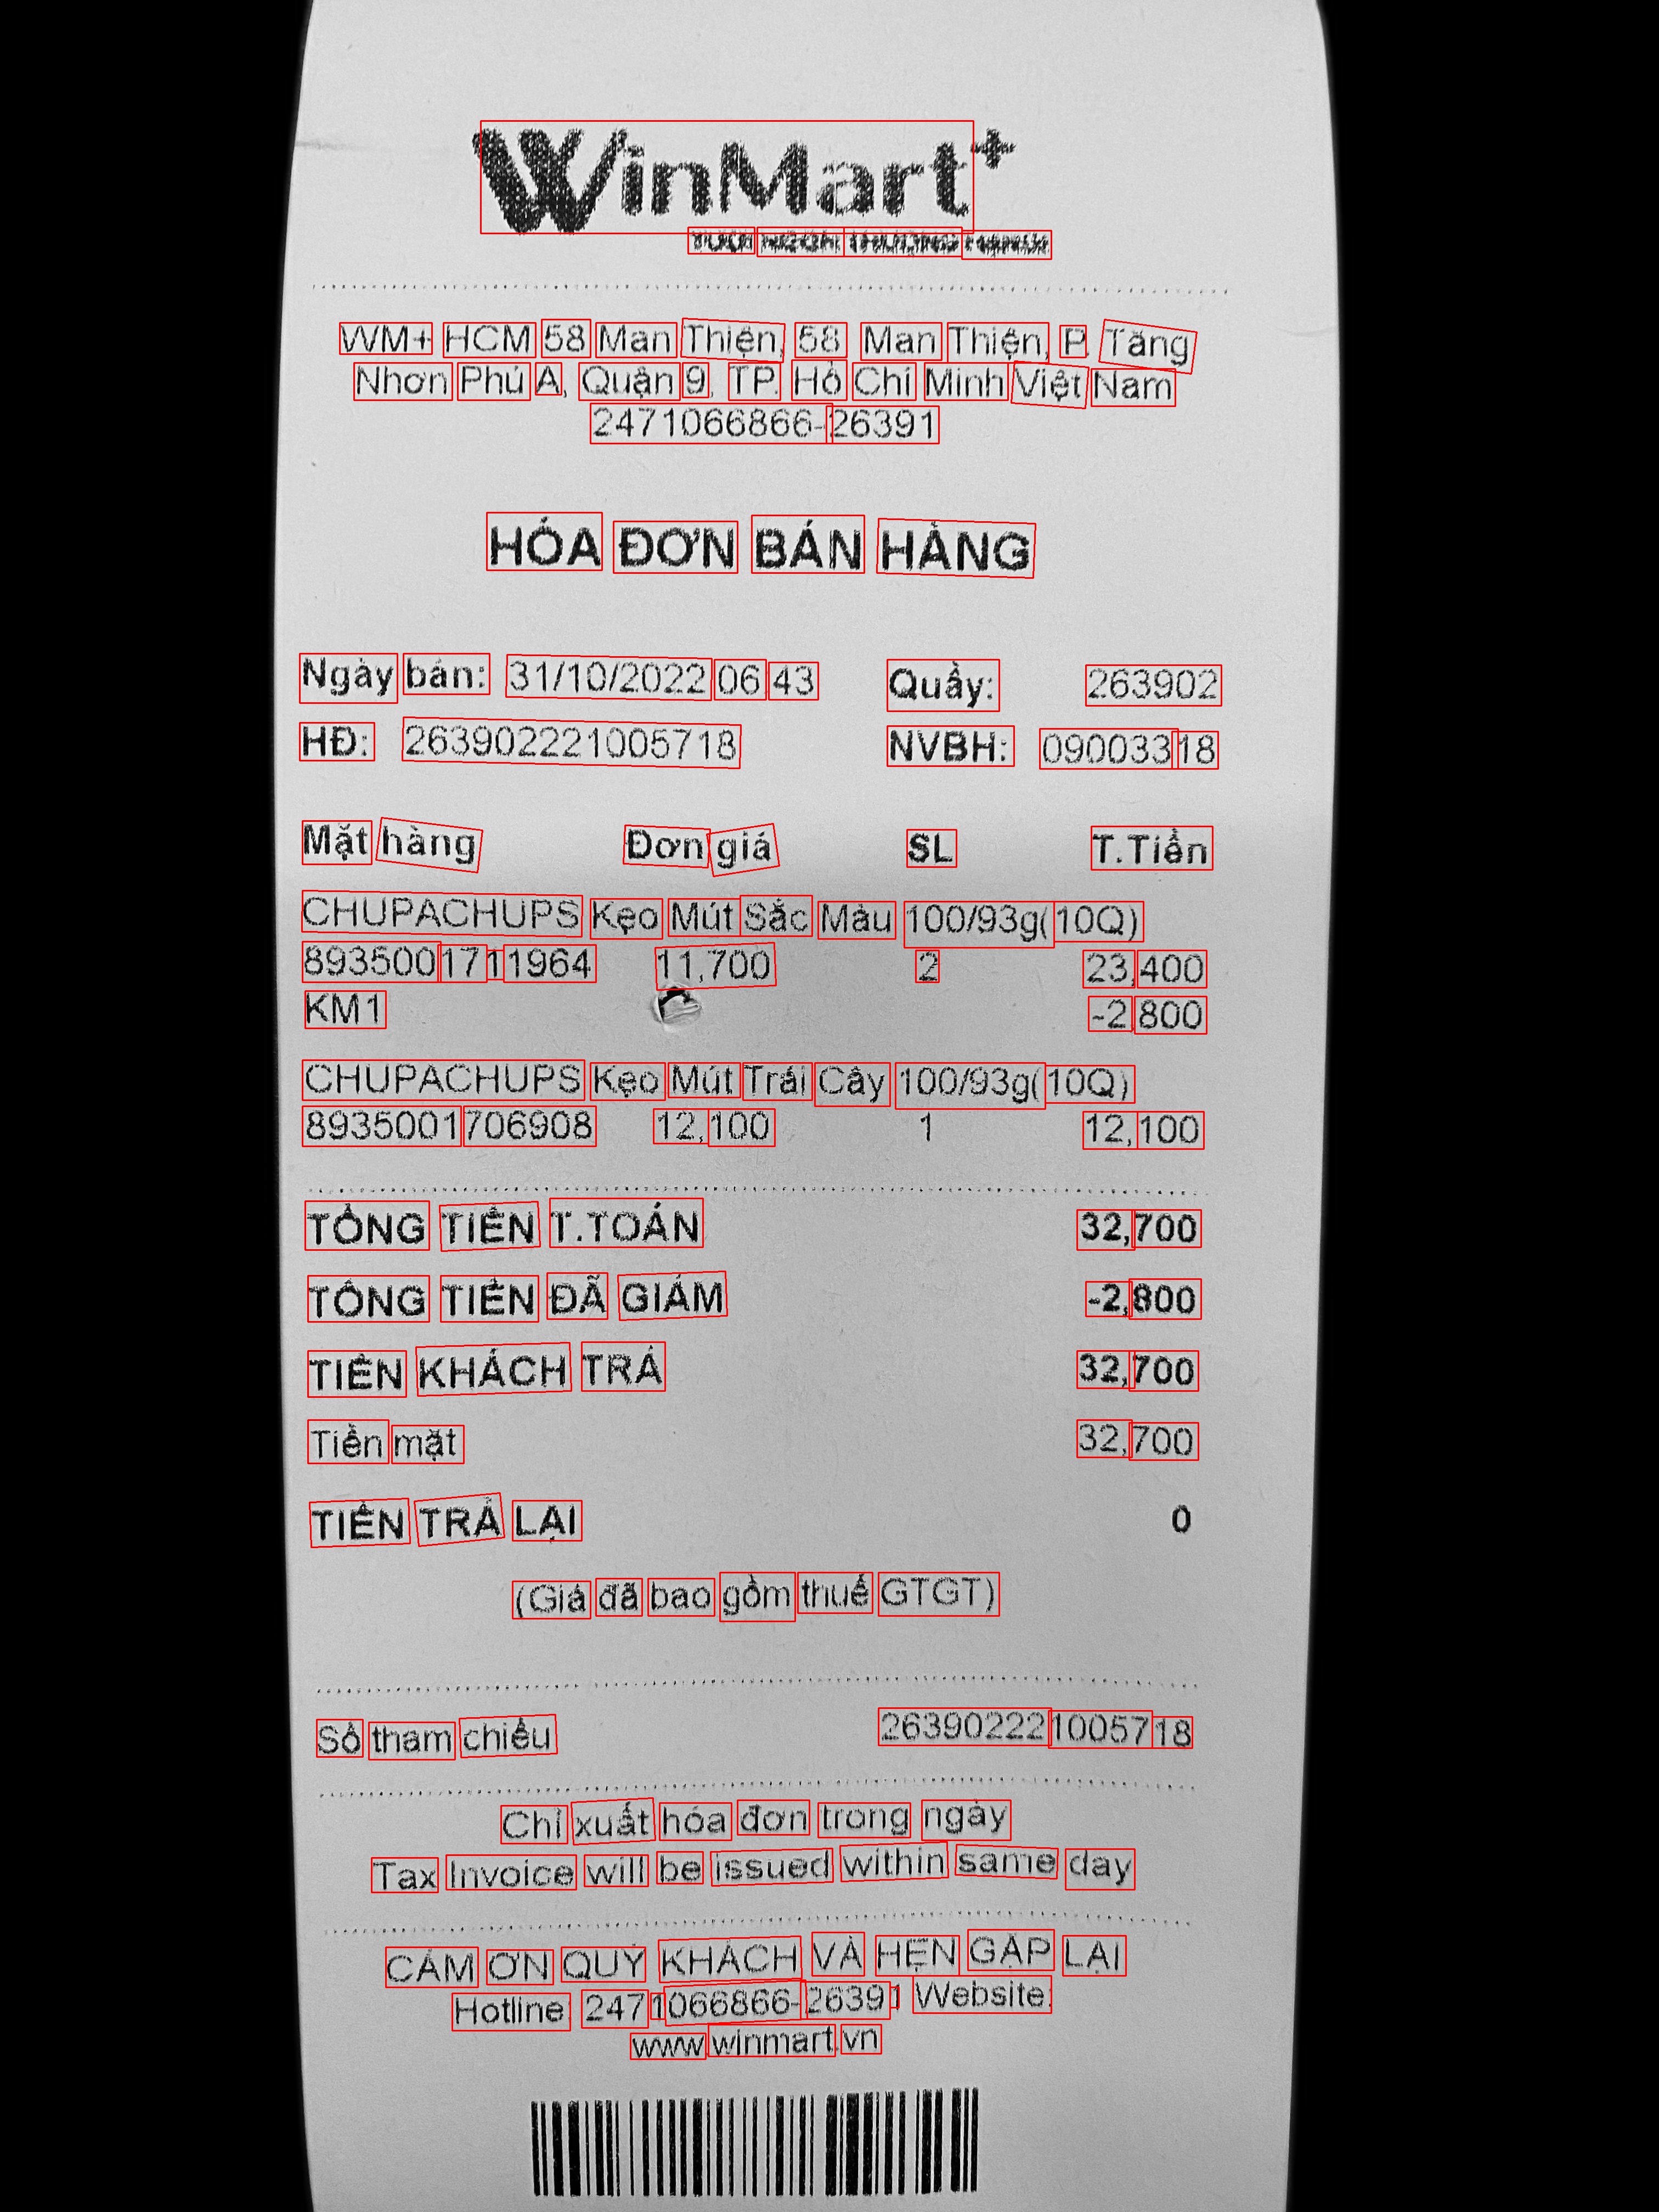 WinMart+
WM+ HCM 58 Man Thiện, 58 Man Thiện, P. Tăng
Nhơn Phú A, Quận 9, TP. Hồ Chí Minh Việt Nam
2471066866-26391
HÓA ĐƠN BÁN HÀNG
Ngày bán: 31/10/2022 06:43 Quầy: 263902
HĐ: 263902221005718 NVBH: 09003318
Mặt hàng Đơn giá SL T.Tiền
CHUPACHUPS Kẹo Mút Sắc Màu 100/93g(10Q)
8935001711964 11,700 2 23,400
KM1 -2,800
CHUPACHUPS Kẹo Mút Trái Cây 100/93g(10Q)
8935001706908 12,100 1 12,100
TỔNG TIỀN T.TOÁN 32,700
TỔNG TIỀN ĐÃ GIẢM -2,800
TIỀN KHÁCH TRẢ 32,700
Tiền mặt 32,700
TIỀN TRẢ LẠI 0
(Giá đã bao gồm thuế GTGT)
Số tham chiếu 263902221005718
Chỉ xuất hóa đơn trong ngày
Tax Invoice will be issued within same day
CẢM ƠN QUÝ KHÁCH VÀ HẸN GẶP LẠI
Hotline: 2471066866-26391 Website:
www.winmart.vn